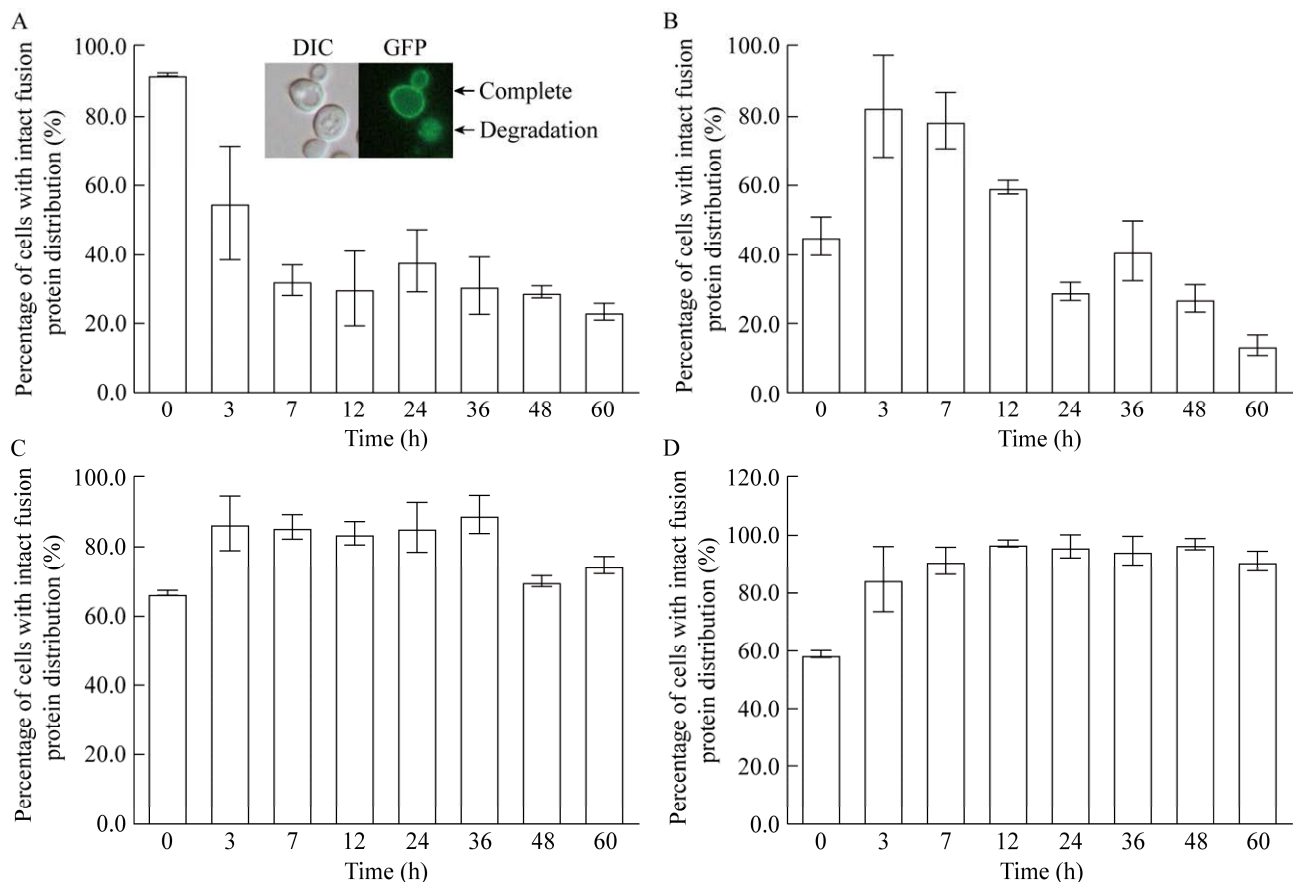 A
Percentage of cells with intact fusion
protein distribution (%)
100.0
80.0
60.0
40.0
20.0
0.0
DIC
GFP
Complete
Degradation
0 3 7 12 24 36 48 60
Time (h)
B
Percentage of cells with intact fusion
protein distribution (%)
100.0
80.0
60.0
40.0
20.0
0.0
0 3 7 12 24 36 48 60
Time (h)
C
Percentage of cells with intact fusion
protein distribution (%)
100.0
80.0
60.0
40.0
20.0
0.0
0 3 7 12 24 36 48 60
Time (h)
D
Percentage of cells with intact fusion
protein distribution (%)
120.0
100.0
80.0
60.0
40.0
20.0
0.0
0 3 7 12 24 36 48 60
Time (h)